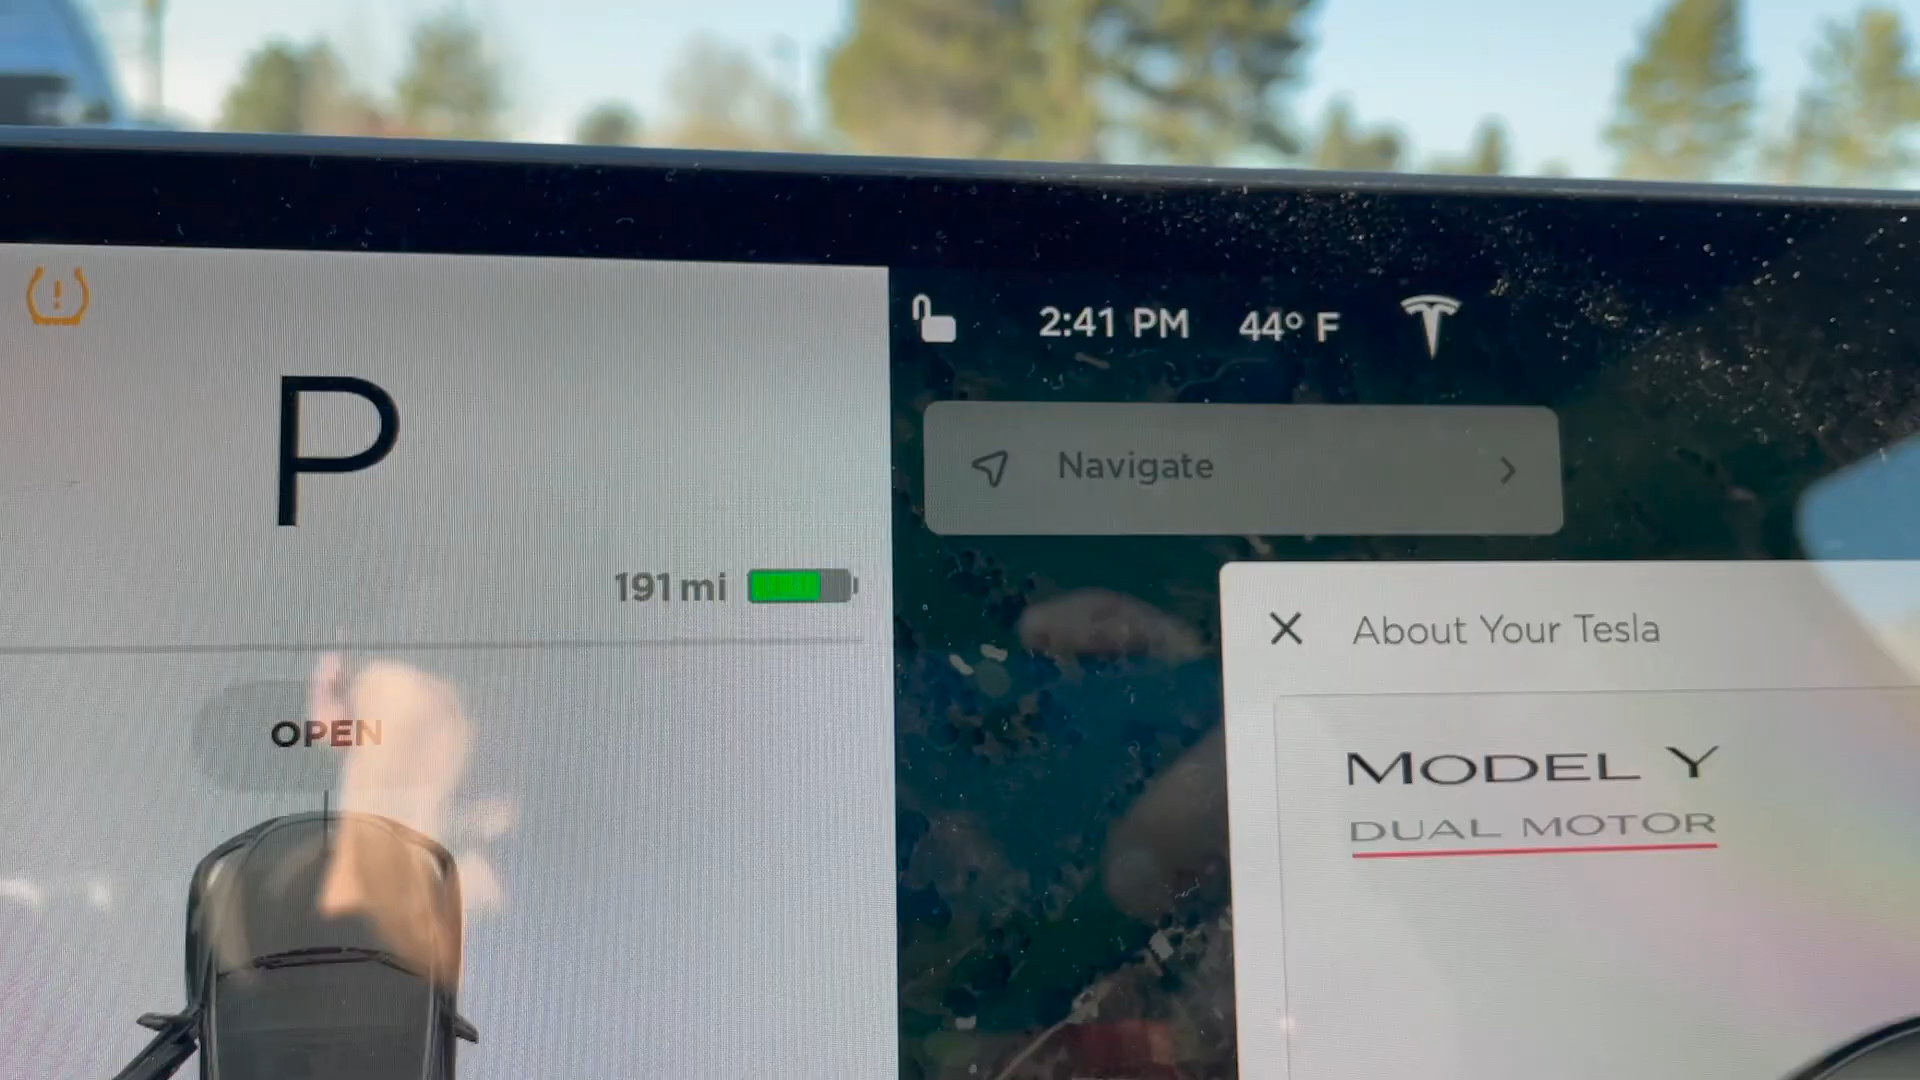 P
191 mi
OPEN
2:41 PM 44° F
Navigate
About Your Tesla
MODEL Y
DUAL MOTOR